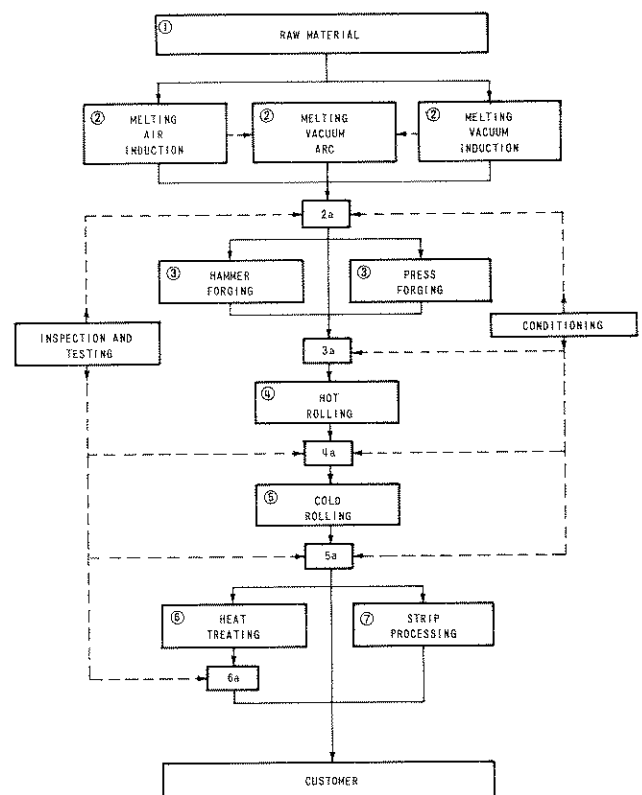 ①
RAW MATERIAL
②
MELTING
AIR
INDUCTION
②
MELTING
VACUUM
ARC
②
MELTING
VACUUM
INDUCTION
2a
③
HAMMER
FORGING
③
PRESS
FORGING
INSPECTION AND
TESTING
CONDITIONING
3a
④
HOT
ROLLING
4a
⑤
COLD
ROLLING
5a
⑥
HEAT
TREATING
⑦
STRIP
PROCESSING
6a
CUSTOMER